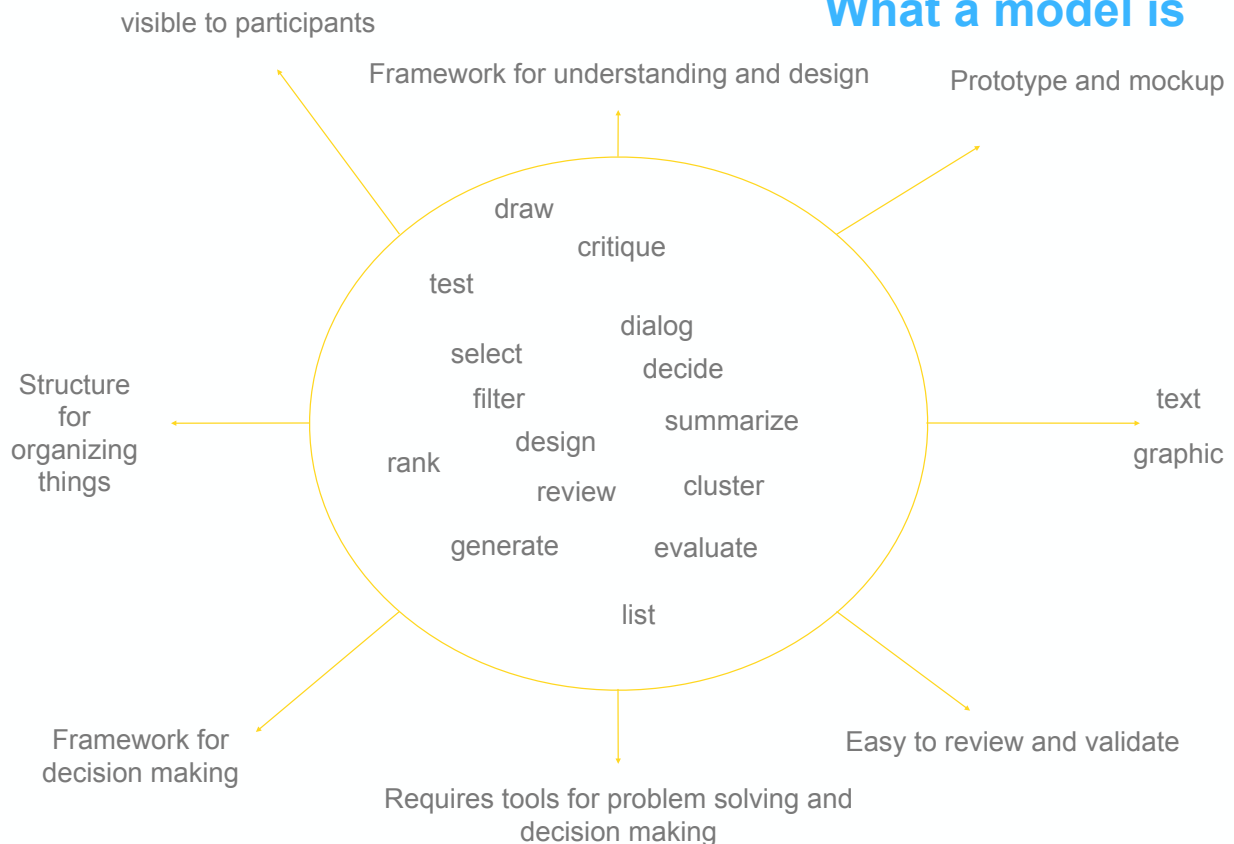 What a model is
visible to participants
Framework for understanding and design
Prototype and mockup
draw
critique
test
dialog
select
decide
filter
summarize
design
rank
review
cluster
generate
evaluate
list
Structure
for
organizing
things
text
graphic
Framework for
decision making
Easy to review and validate
Requires tools for problem solving and
decision making